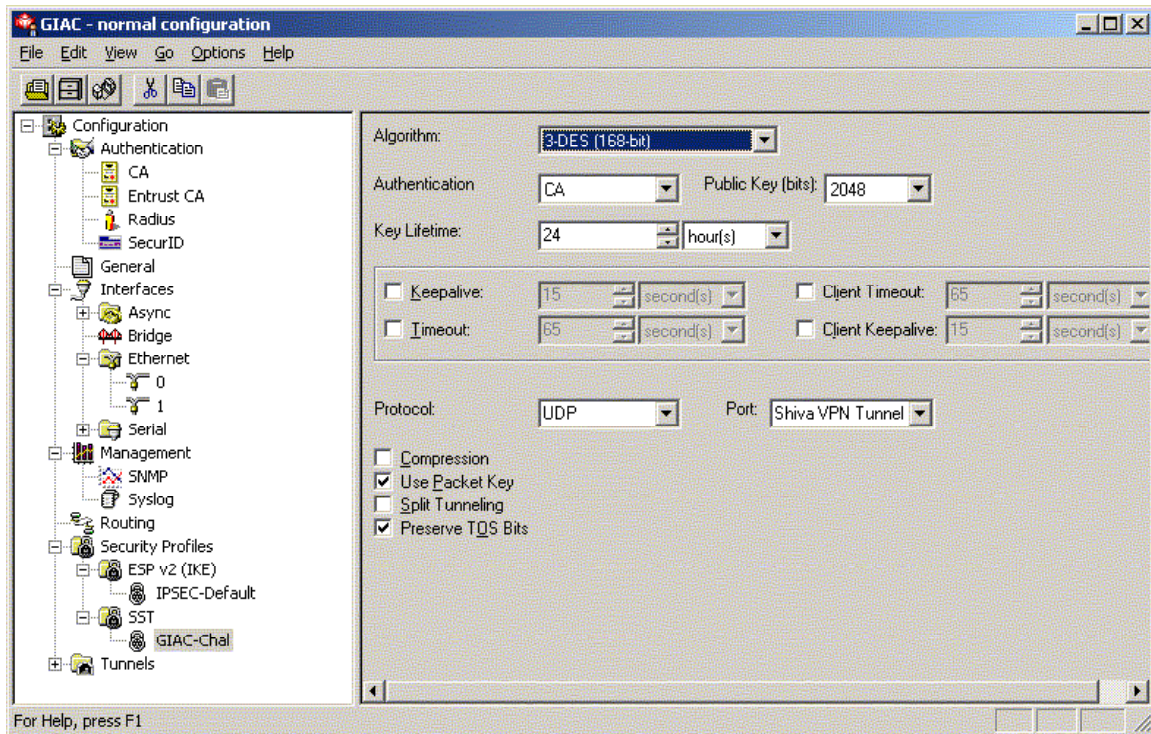 GIAC - normal configuration
File Edit View Go Options Help
Configuration
Authentication
CA
Entrust CA
Radius
SecurID
General
Interfaces
Async
Bridge
Ethernet
0
1
Serial
Management
SNMP
Syslog
Routing
Security Profiles
ESP v2 (IKE)
IPSEC-Default
SST
GIAC-Chal
Tunnels
Algorithm: 3-DES (168-bit)
Authentication CA Public Key (bits): 2048
Key Lifetime: 24 hour(s)
Keepalive: 15 second(s) Client Timeout: 65 second(s)
Timeout: 65 second(s) Client Keepalive: 15 second(s)
Protocol: UDP Port: Shiva VPN Tunnel
Compression
Use Packet Key
Split Tunneling
Preserve TOS Bits
For Help, press F1